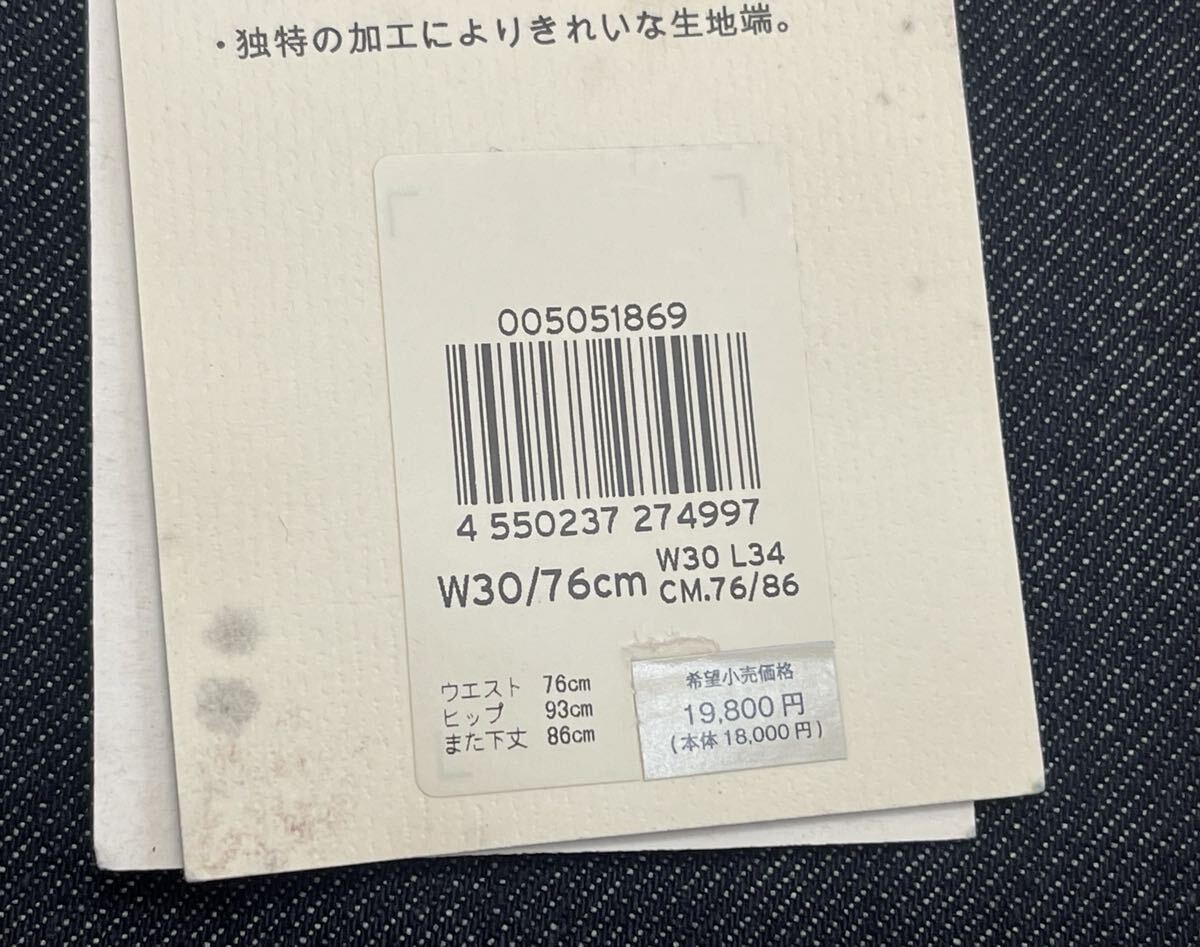 ・独特の加工によりきれいな生地端。
005051869
4 550237 274997
W30/76cm
W30 L34
CM.76/86
ウエスト 76cm
ヒップ 93cm
また下丈 86cm
希望小売価格
19,800円
(本体18,000円)